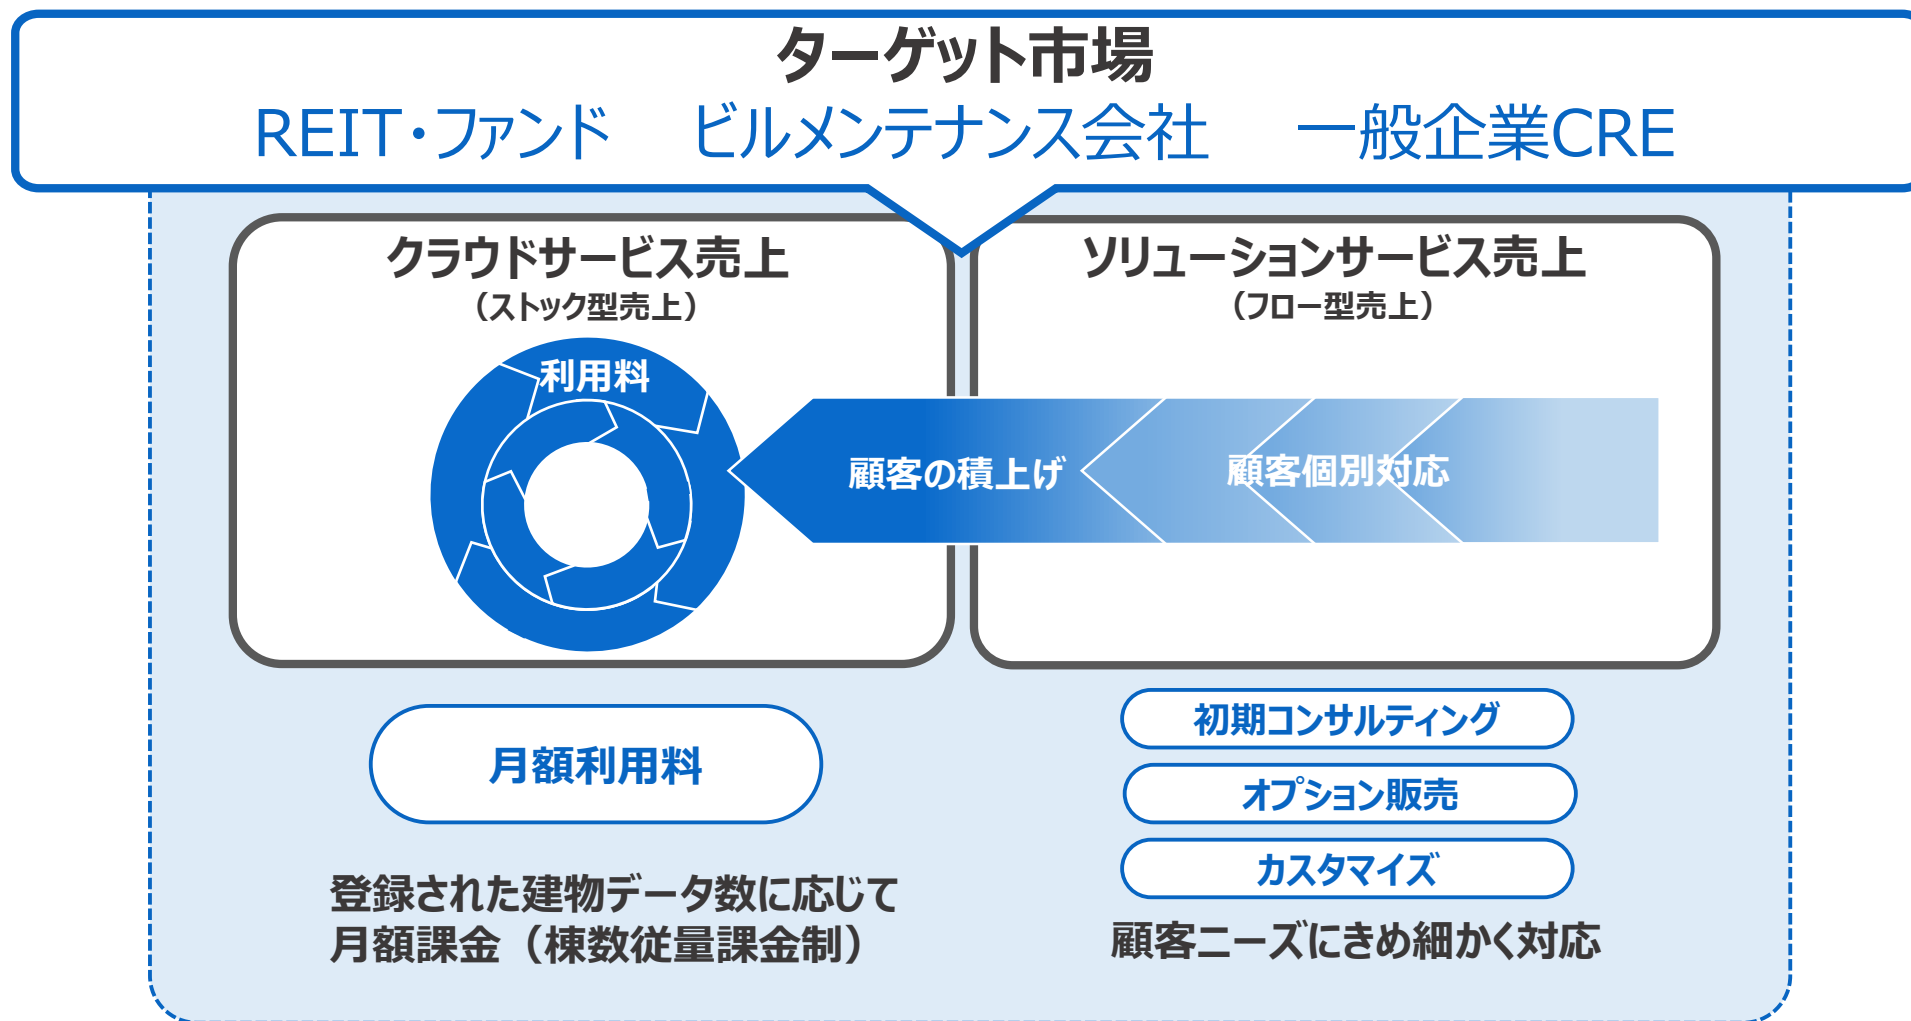 ターゲット市場
REIT・ファンド ビルメンテナンス会社 一般企業CRE
クラウドサービス売上
（ストック型売上）
利用料
ソリューションサービス売上
（フロー型売上）
顧客の積上げ
顧客個別対応
月額利用料
登録された建物データ数に応じて
月額課金（棟数従量課金制）
初期コンサルティング
オプション販売
カスタマイズ
顧客ニーズにきめ細かく対応